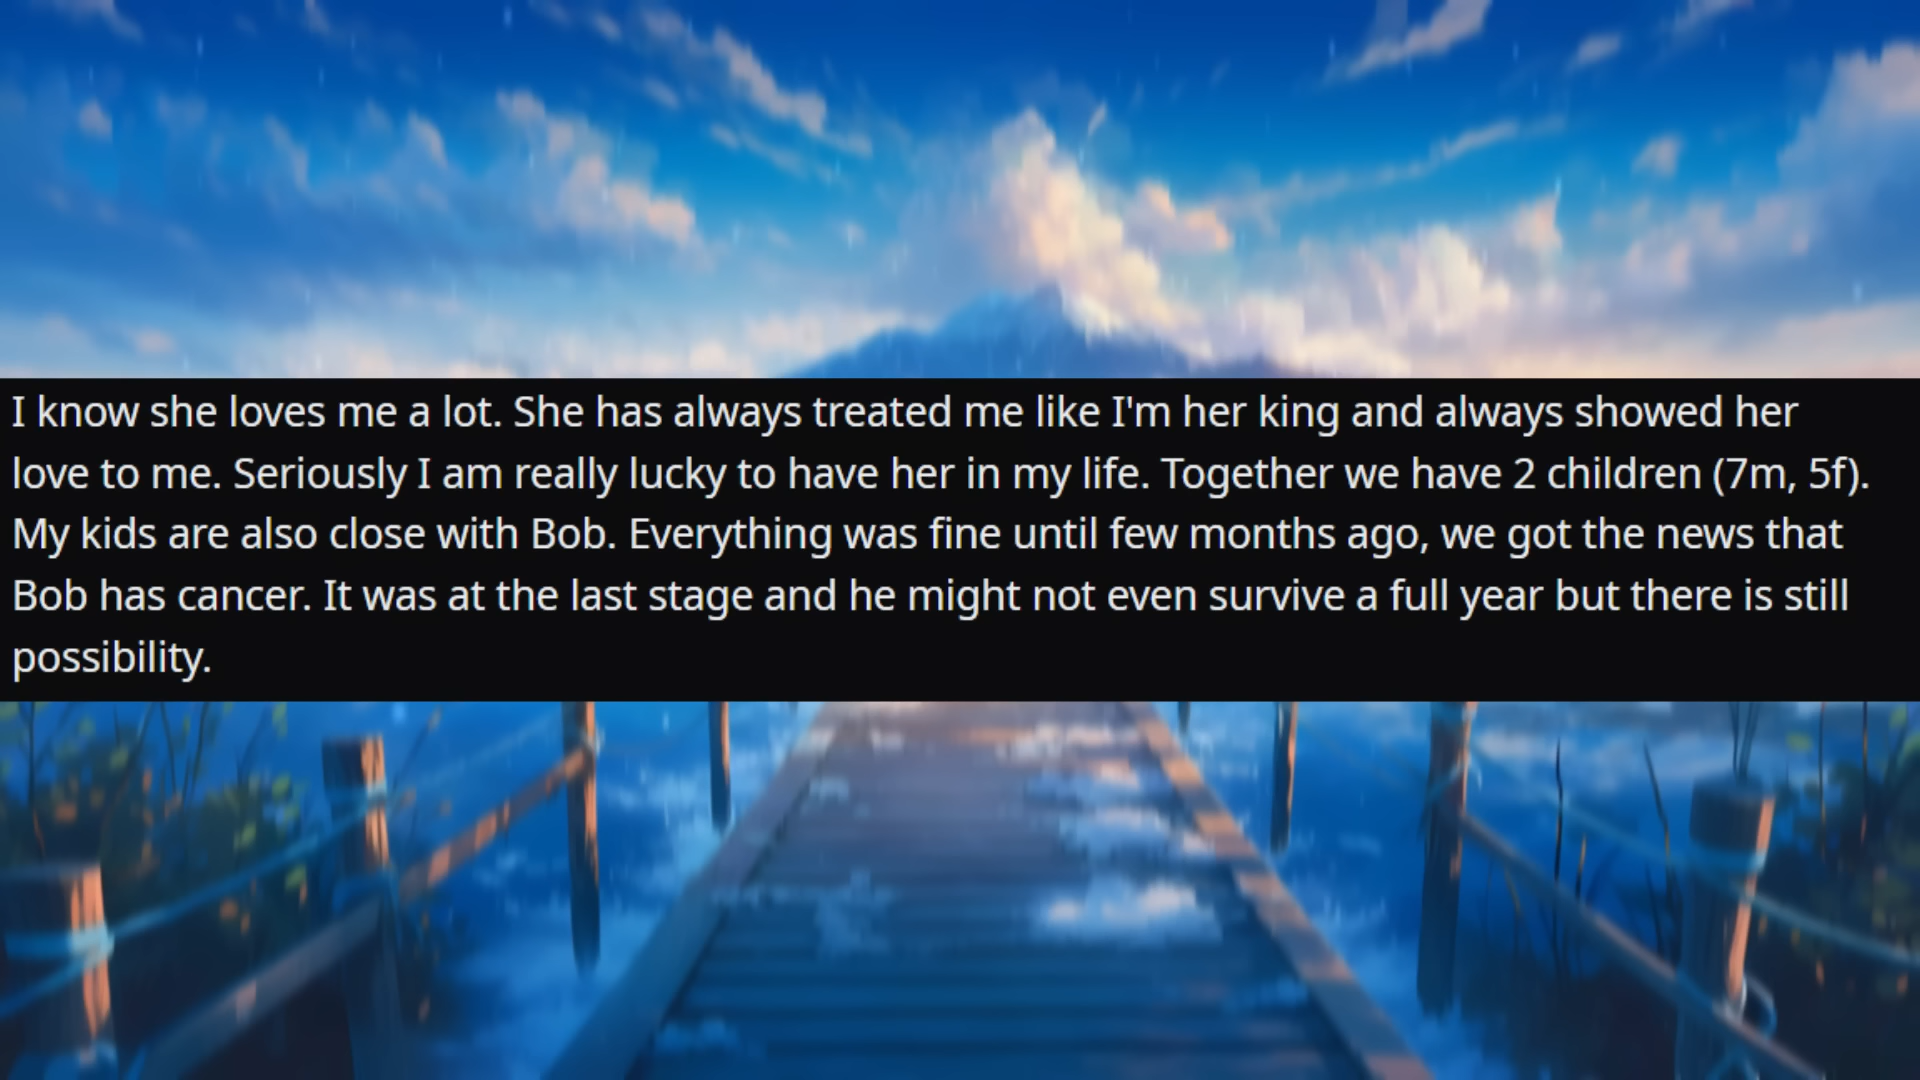 I know she loves me a lot. She has always treated me like I'm her king and always showed her
love to me. Seriously I am really lucky to have her in my life. Together we have 2 children (7m, 5f).
My kids are also close with Bob. Everything was fine until few months ago, we got the news that
Bob has cancer. It was at the last stage and he might not even survive a full year but there is still
possibility.